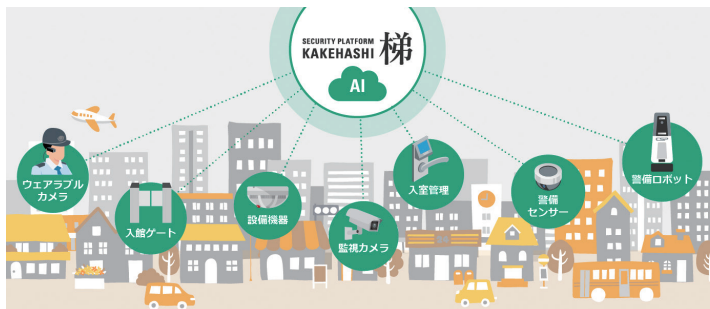 SECURITY PLATFORM
KAKEHASHI 梯
AI
ウェアラブル
カメラ
入館ゲート
設備機器
監視カメラ
入室管理
警備
センサー
警備ロボット